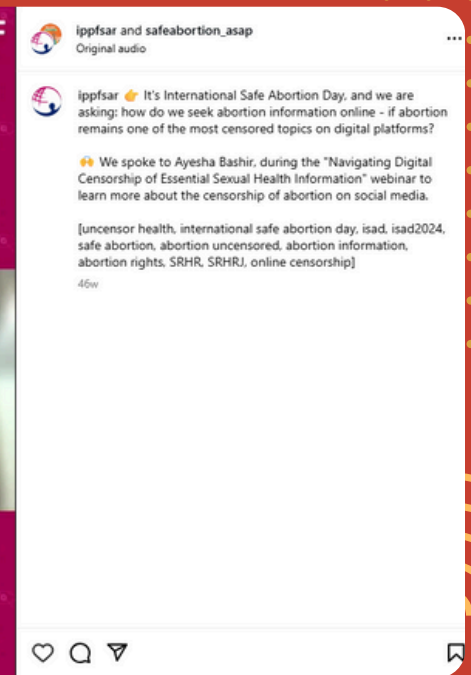 ippfsar and safeabortion_asap
Original audio
ippfsar 👉 It's International Safe Abortion Day, and we are
asking: how do we seek abortion information online - if abortion
remains one of the most censored topics on digital platforms?
🙌 We spoke to Ayesha Bashir, during the "Navigating Digital
Censorship of Essential Sexual Health Information" webinar to
learn more about the censorship of abortion on social media.
[uncensor health, international safe abortion day, isad, isad2024,
safe abortion, abortion uncensored, abortion information,
abortion rights, SRHR, SRHRJ, online censorship]
46w